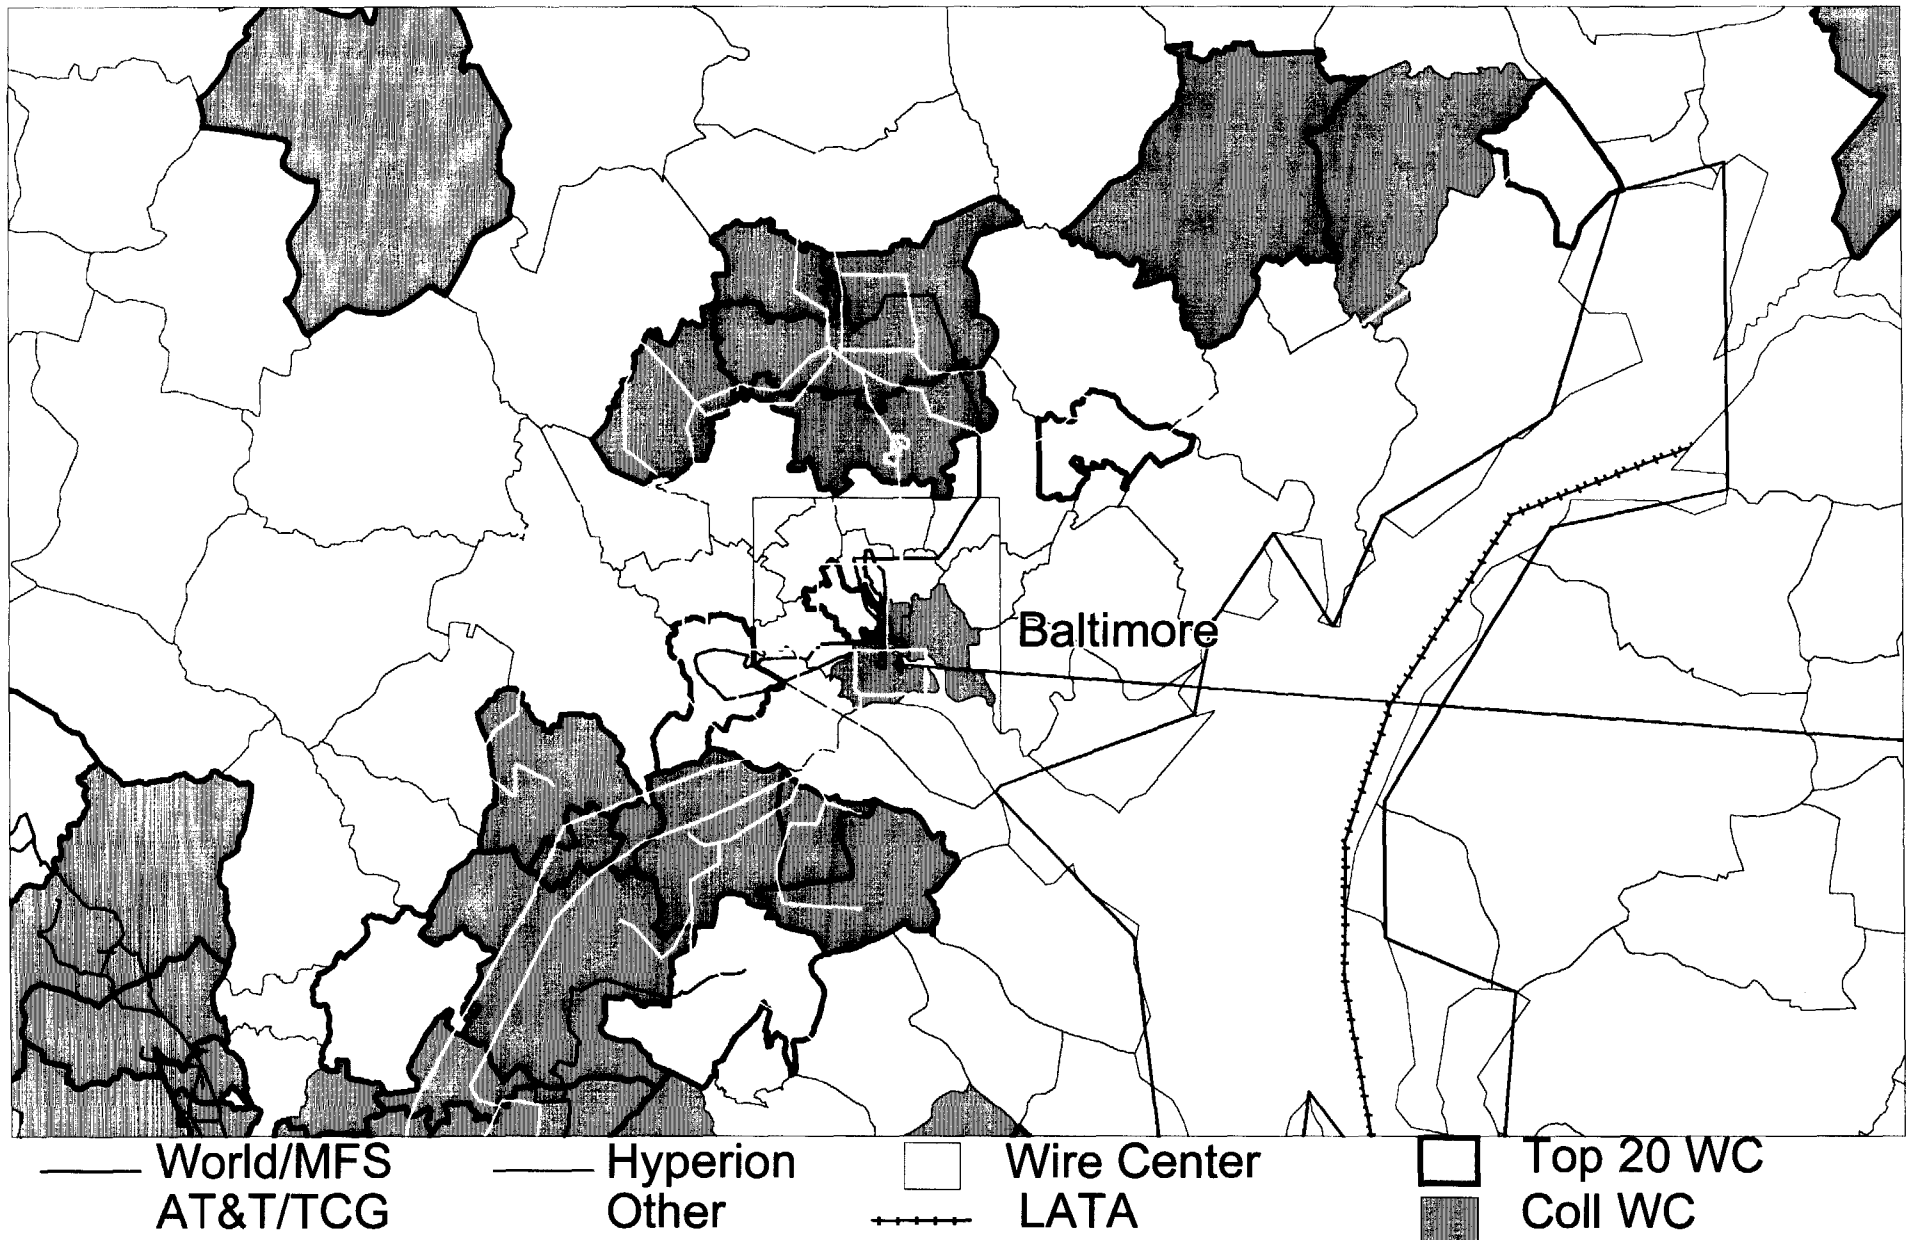 Baltimore
World/MFS Hyperion Wire Center Top 20 WC
AT&T/TCG Other LATA Coll WC